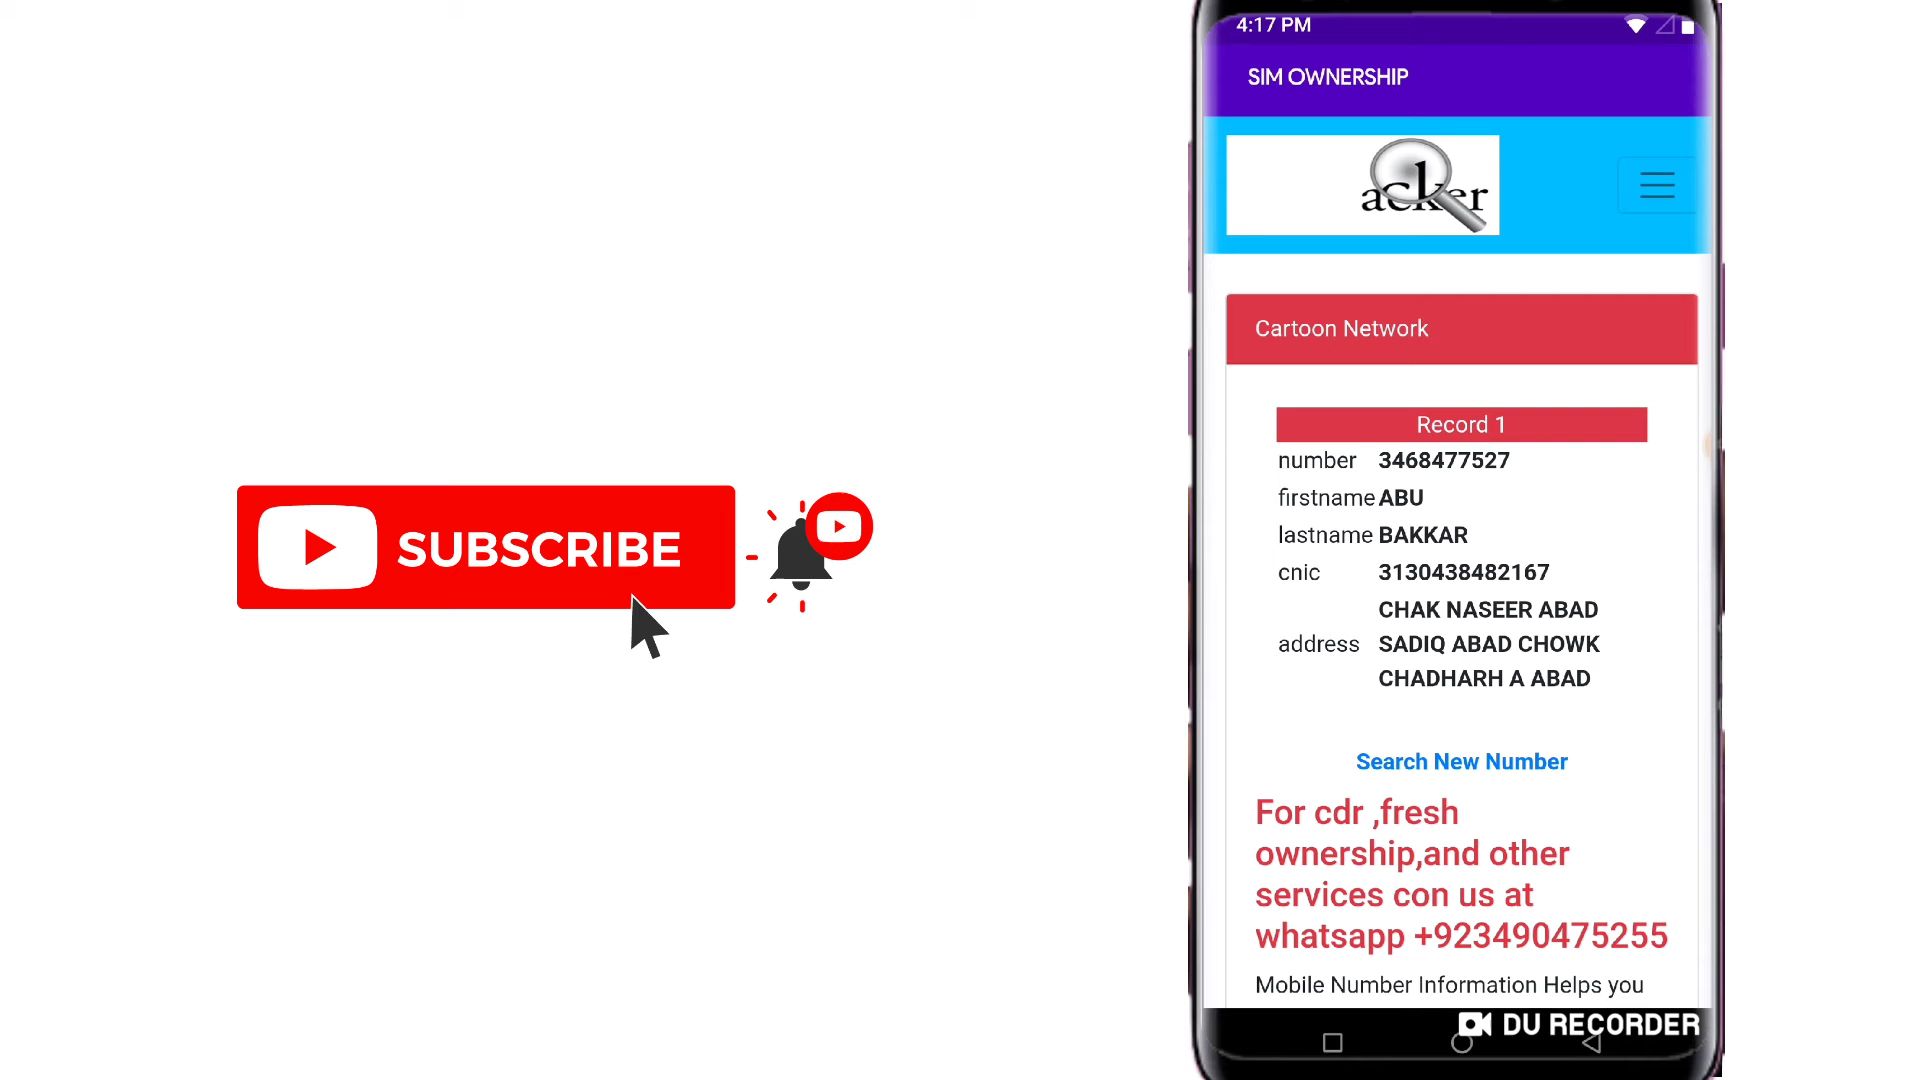 4:17 PM
SIM OWNERSHIP
acker
Cartoon Network
Record 1
number 3468477527
firstname ABU
lastname BAKKAR
cnic 3130438482167
CHAK NASEER ABAD
address SADIQ ABAD CHOWK
CHADHARH A ABAD
Search New Number
For cdr ,fresh
ownership,and other
services con us at
whatsapp +923490475255
Mobile Number Information Helps you
DU RECORDER
SUBSCRIBE